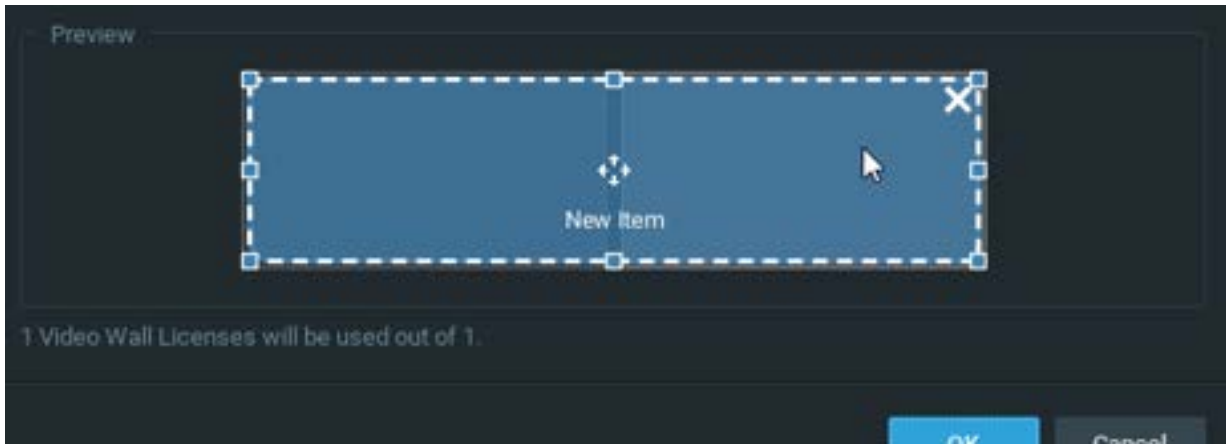 Preview
New Item
1 Video Wall Licenses will be used out of 1.
OK
Cancel